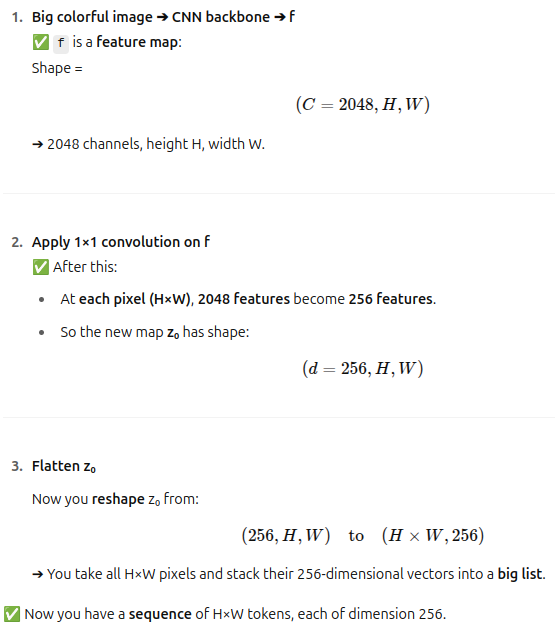 1. Big colorful image ➔ CNN backbone ➔ f
✅ f is a feature map:
Shape =
(C = 2048, H, W)
➔ 2048 channels, height H, width W.
2. Apply 1×1 convolution on f
✅ After this:
• At each pixel (H×W), 2048 features become 256 features.
• So the new map z₀ has shape:
(d = 256, H, W)
3. Flatten z₀
Now you reshape z₀ from:
(256, H, W) to (H × W, 256)
➔ You take all H×W pixels and stack their 256-dimensional vectors into a big list.
✅ Now you have a sequence of H×W tokens, each of dimension 256.